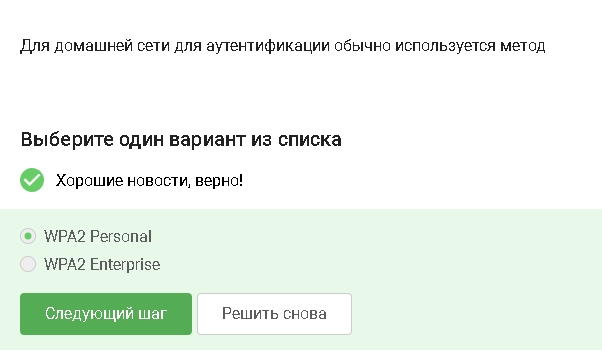 Для домашней сети для аутентификации обычно используется метод
Выберите один вариант из списка
Хорошие новости, верно!
WPA2 Personal
WPA2 Enterprise
Следующий шаг Решить снова